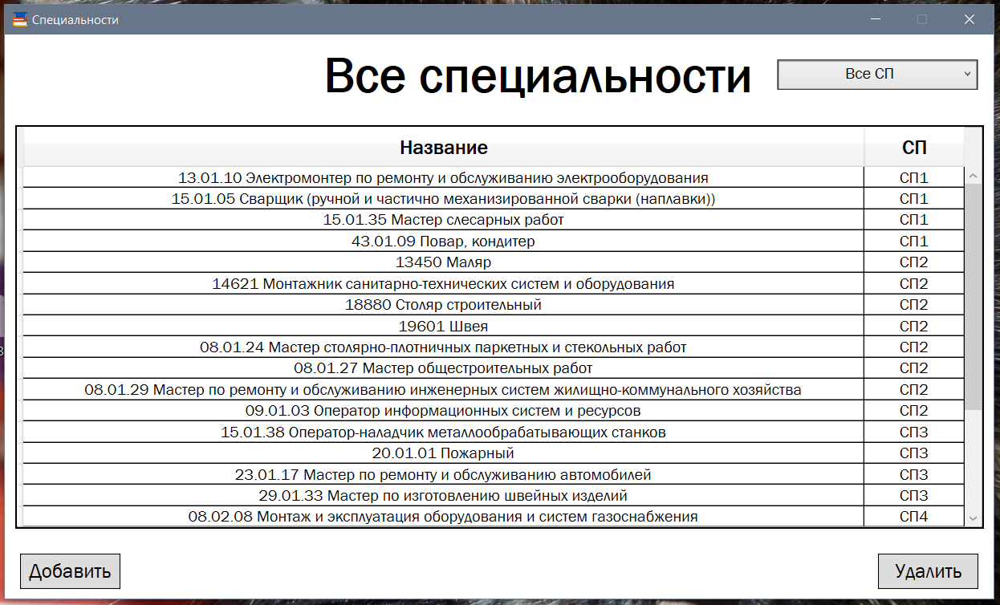 Специальности
Все специальности
Все СП
Название СП
13.01.10 Электромонтер по ремонту и обслуживанию электрооборудования СП1
15.01.05 Сварщик (ручной и частично механизированной сварки (наплавки)) СП1
15.01.35 Мастер слесарных работ СП1
43.01.09 Повар, кондитер СП1
13450 Маляр СП2
14621 Монтажник санитарно-технических систем и оборудования СП2
18880 Столяр строительный СП2
19601 Швея СП2
08.01.24 Мастер столярно-плотничных паркетных и стекольных работ СП2
08.01.27 Мастер общестроительных работ СП2
08.01.29 Мастер по ремонту и обслуживанию инженерных систем жилищно-коммунального хозяйства СП2
09.01.03 Оператор информационных систем и ресурсов СП2
15.01.38 Оператор-наладчик металлообрабатывающих станков СП3
20.01.01 Пожарный СП3
23.01.17 Мастер по ремонту и обслуживанию автомобилей СП3
29.01.33 Мастер по изготовлению швейных изделий СП3
08.02.08 Монтаж и эксплуатация оборудования и систем газоснабжения СП4
Добавить Удалить